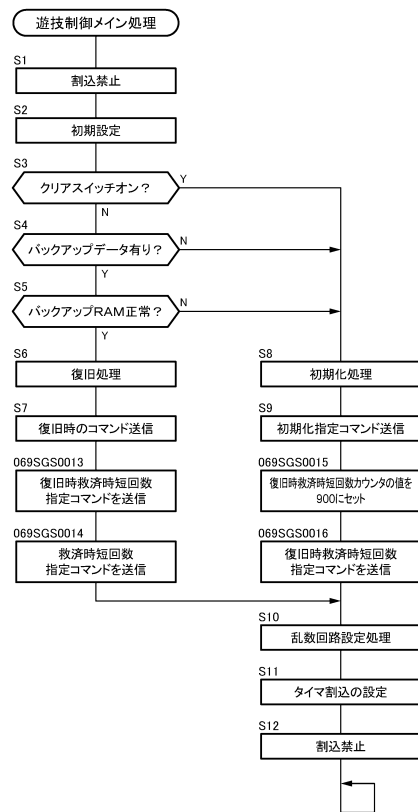 遊技制御メイン処理
S1
割込禁止
S2
初期設定
S3
クリアスイッチオン？
Y
N
S4
バックアップデータ有り？
N
Y
S5
バックアップRAM正常？
N
Y
S6
復旧処理
S7
復旧時のコマンド送信
069SGS0013
復旧時救済時短回数
指定コマンドを送信
069SGS0014
救済時短回数
指定コマンドを送信
S8
初期化処理
S9
初期化指定コマンド送信
069SGS0015
復旧時救済時短回数カウンタの値を
900にセット
069SGS0016
復旧時救済時短回数
指定コマンドを送信
S10
乱数回路設定処理
S11
タイマ割込の設定
S12
割込禁止